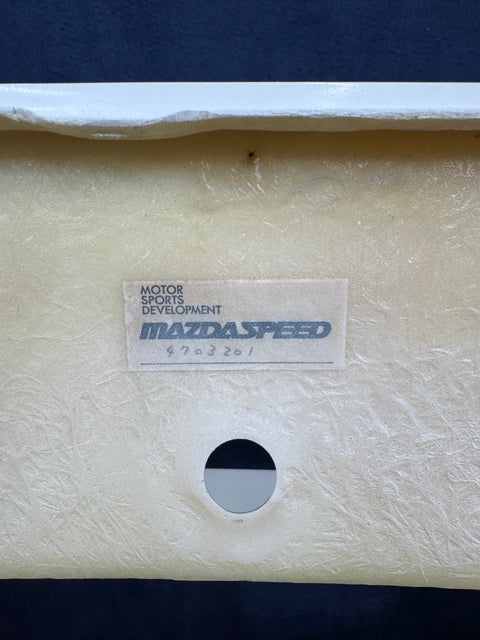 MOTOR
SPORTS
DEVELOPMENT
MAZDASPEED
4703201